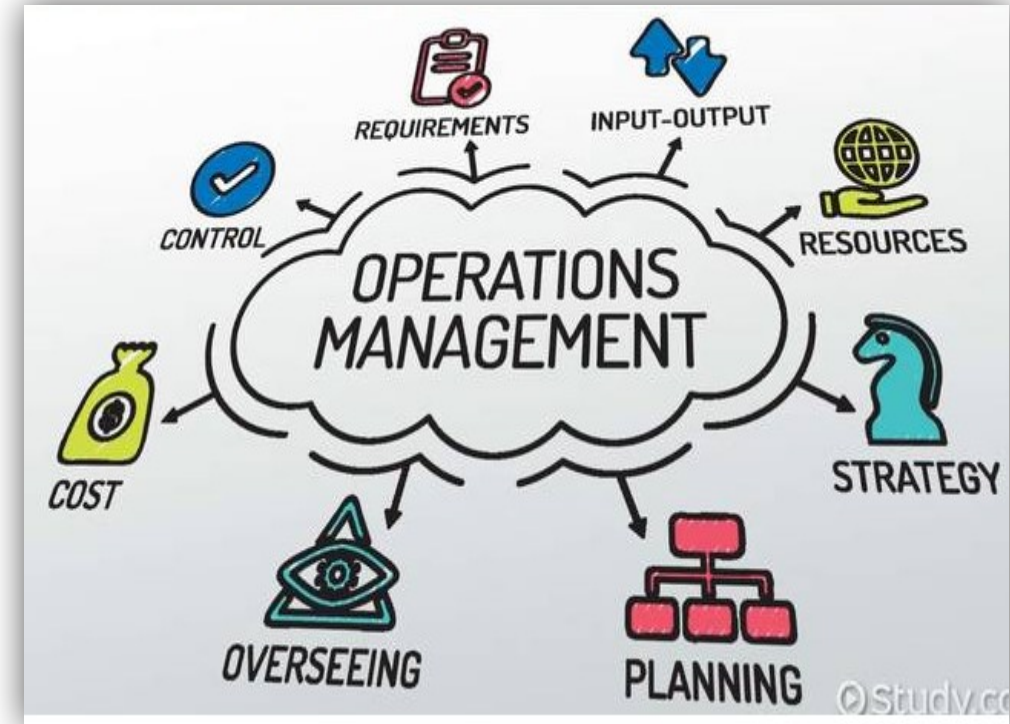 REQUIREMENTS
INPUT-OUTPUT
CONTROL
RESOURCES
OPERATIONS
MANAGEMENT
COST
STRATEGY
OVERSEEING
PLANNING
Study.co